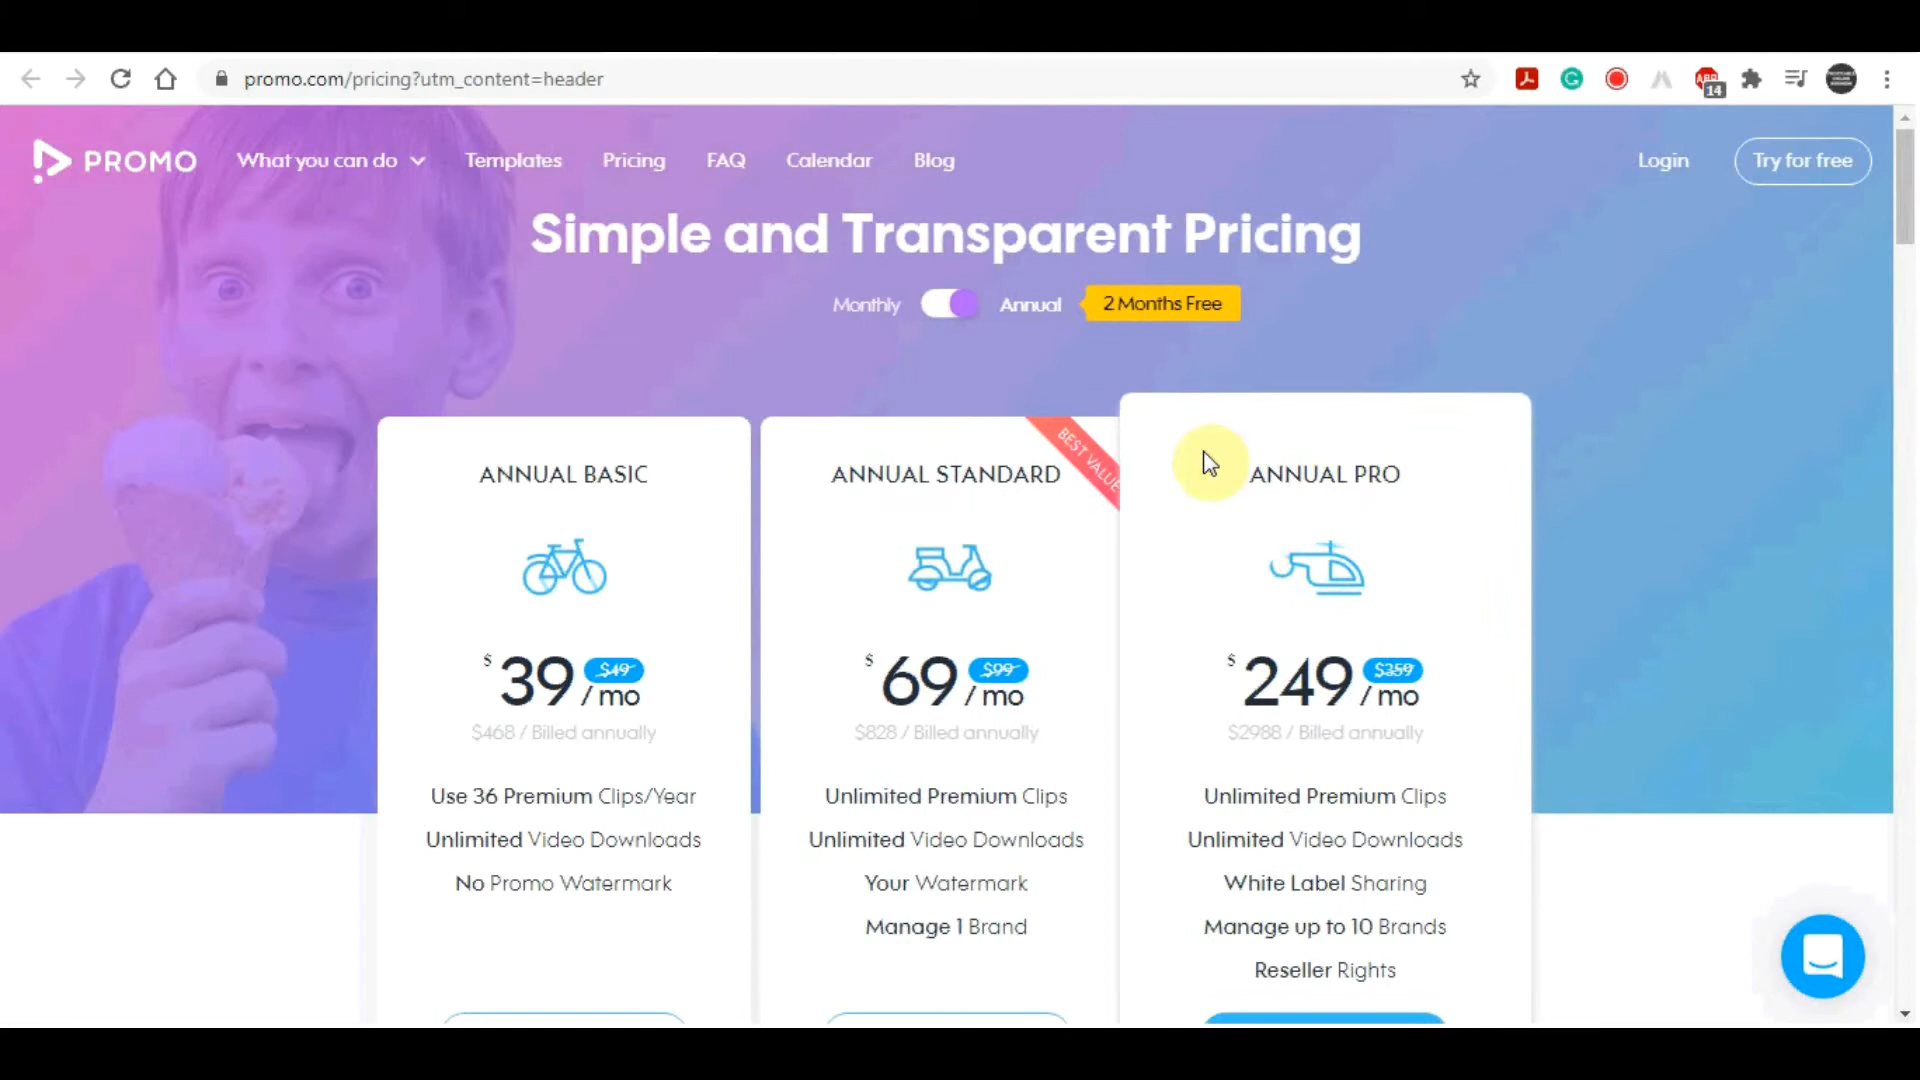 promo.com/pricing?utm_content=header
ABP
14
PROMO
What you can do
Templates
Pricing
FAQ
Calendar
Blog
Login
Try for free
Simple and Transparent Pricing
Monthly
Annual
2 Months Free
ANNUAL BASIC
$ 39 $49 / mo
$468 / Billed annually
Use 36 Premium Clips/Year
Unlimited Video Downloads
No Promo Watermark
BEST VALUE
ANNUAL STANDARD
$ 69 $99 / mo
$828 / Billed annually
Unlimited Premium Clips
Unlimited Video Downloads
Your Watermark
Manage 1 Brand
ANNUAL PRO
$ 249 $359 / mo
$2988 / Billed annually
Unlimited Premium Clips
Unlimited Video Downloads
White Label Sharing
Manage up to 10 Brands
Reseller Rights